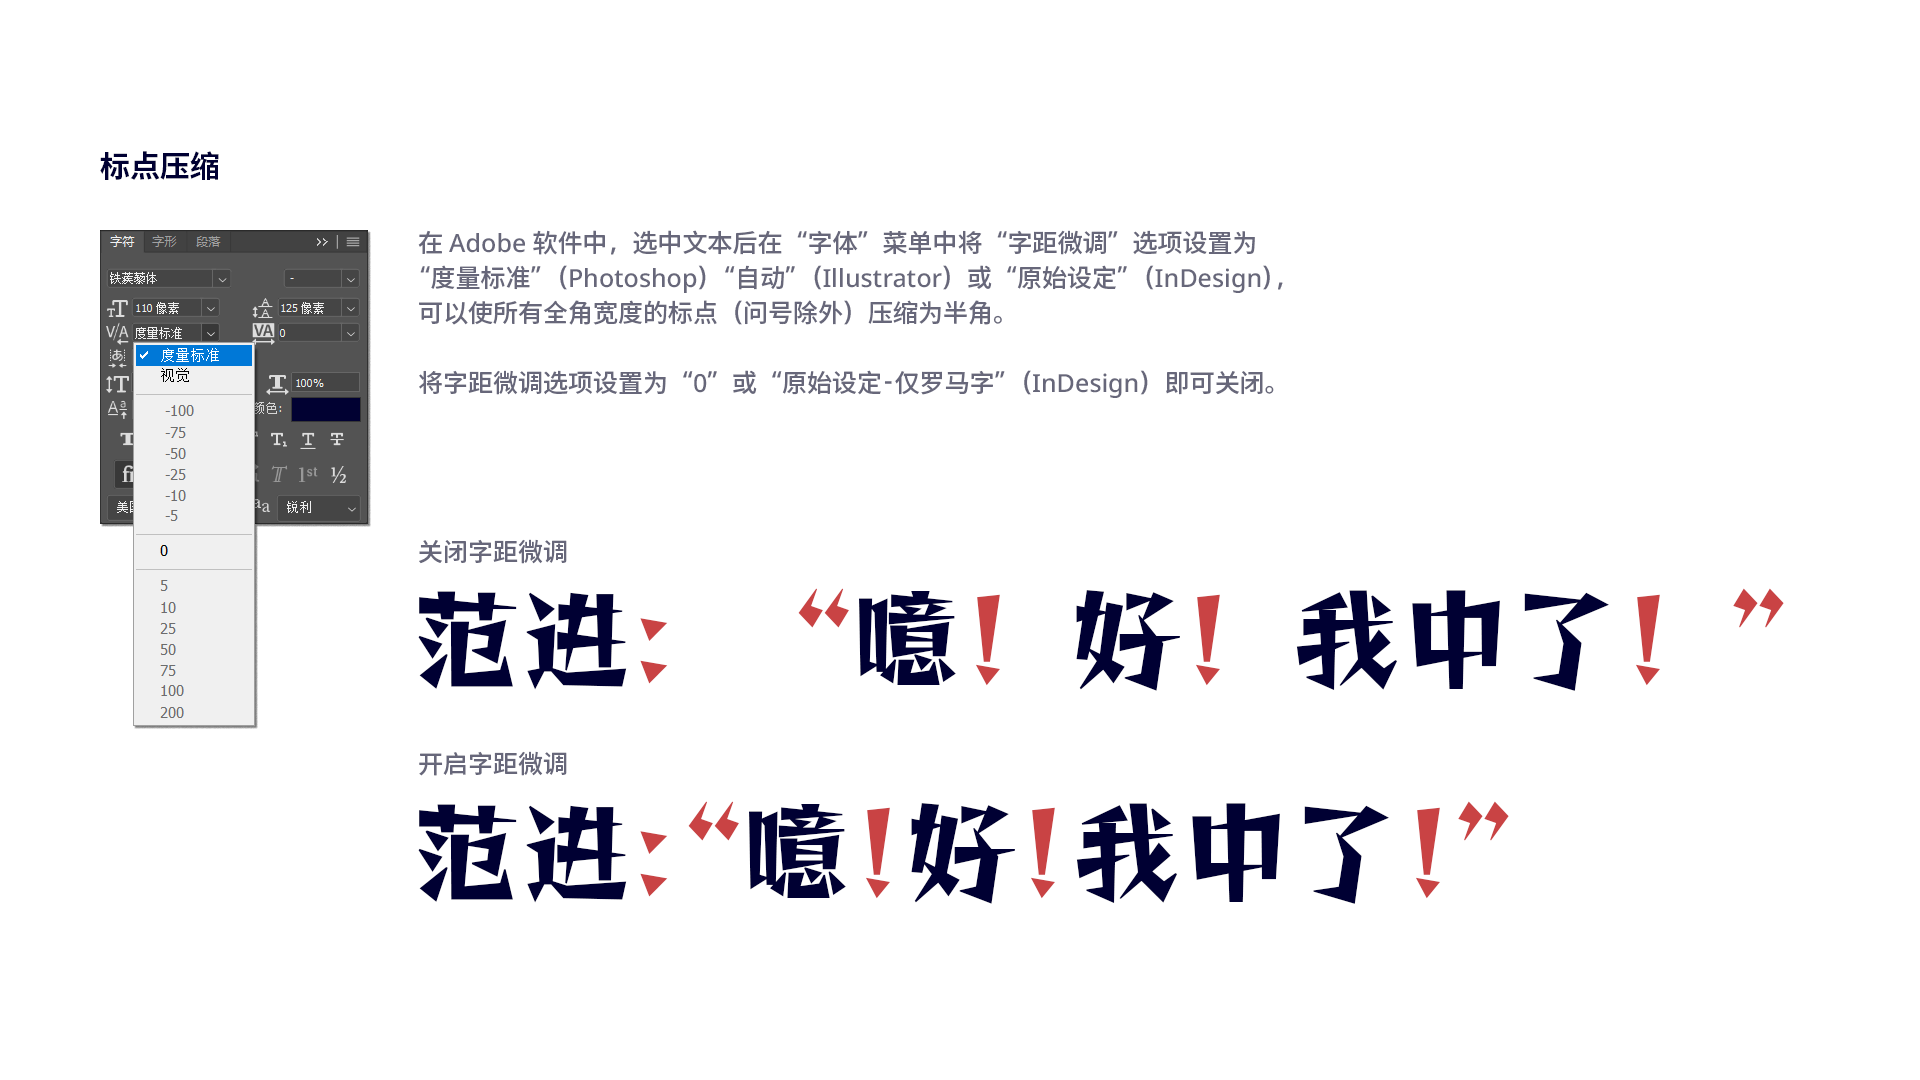 标点压缩
字符 字形 段落
铁蒺藜体 -
110 像素 125 像素
度量标准 0
度量标准
视觉
100%
-100
颜色：
-75
-50
-25
-10
-5
锐利
0
5
10
25
50
75
100
200
在 Adobe 软件中，选中文本后在“字体”菜单中将“字距微调”选项设置为
“度量标准”（Photoshop）“自动”（Illustrator）或“原始设定”（InDesign），
可以使所有全角宽度的标点（问号除外）压缩为半角。
将字距微调选项设置为“0”或“原始设定-仅罗马字”（InDesign）即可关闭。
关闭字距微调
范进：“噫！好！我中了！”
开启字距微调
范进：“噫！好！我中了！”